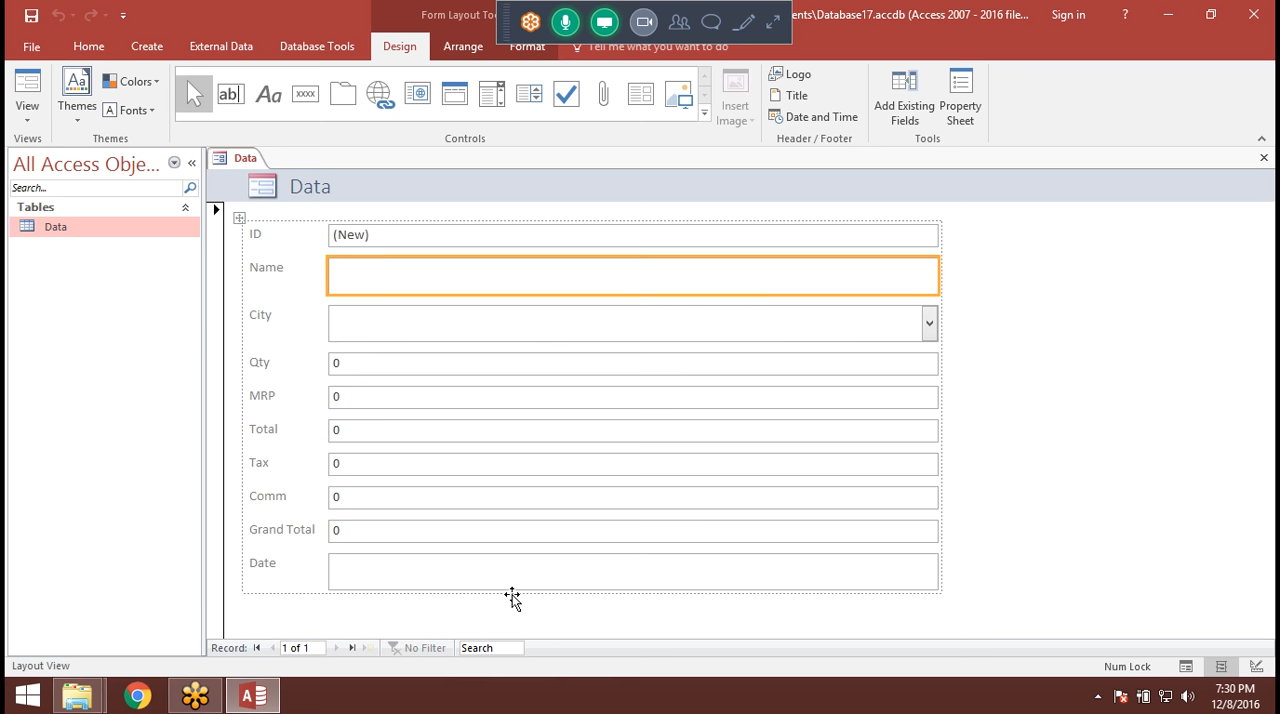 Form Layout Too
ents\Database17.accdb (Access 2007 - 2016 file...
Sign in
?
File
Home
Create
External Data
Database Tools
Design
Arrange
Format
Tell me what you want to do
View
Themes
Colors
Fonts
ab
Aa
xxxx
Insert
Image
Logo
Title
Date and Time
Add Existing
Fields
Property
Sheet
Views
Themes
Controls
Header / Footer
Tools
All Access Obje...
Search...
Tables
Data
Data
Data
ID
(New)
Name
City
Qty
0
MRP
0
Total
0
Tax
0
Comm
0
Grand Total
0
Date
Record:
1 of 1
No Filter
Search
Layout View
Num Lock
7:30 PM
12/8/2016